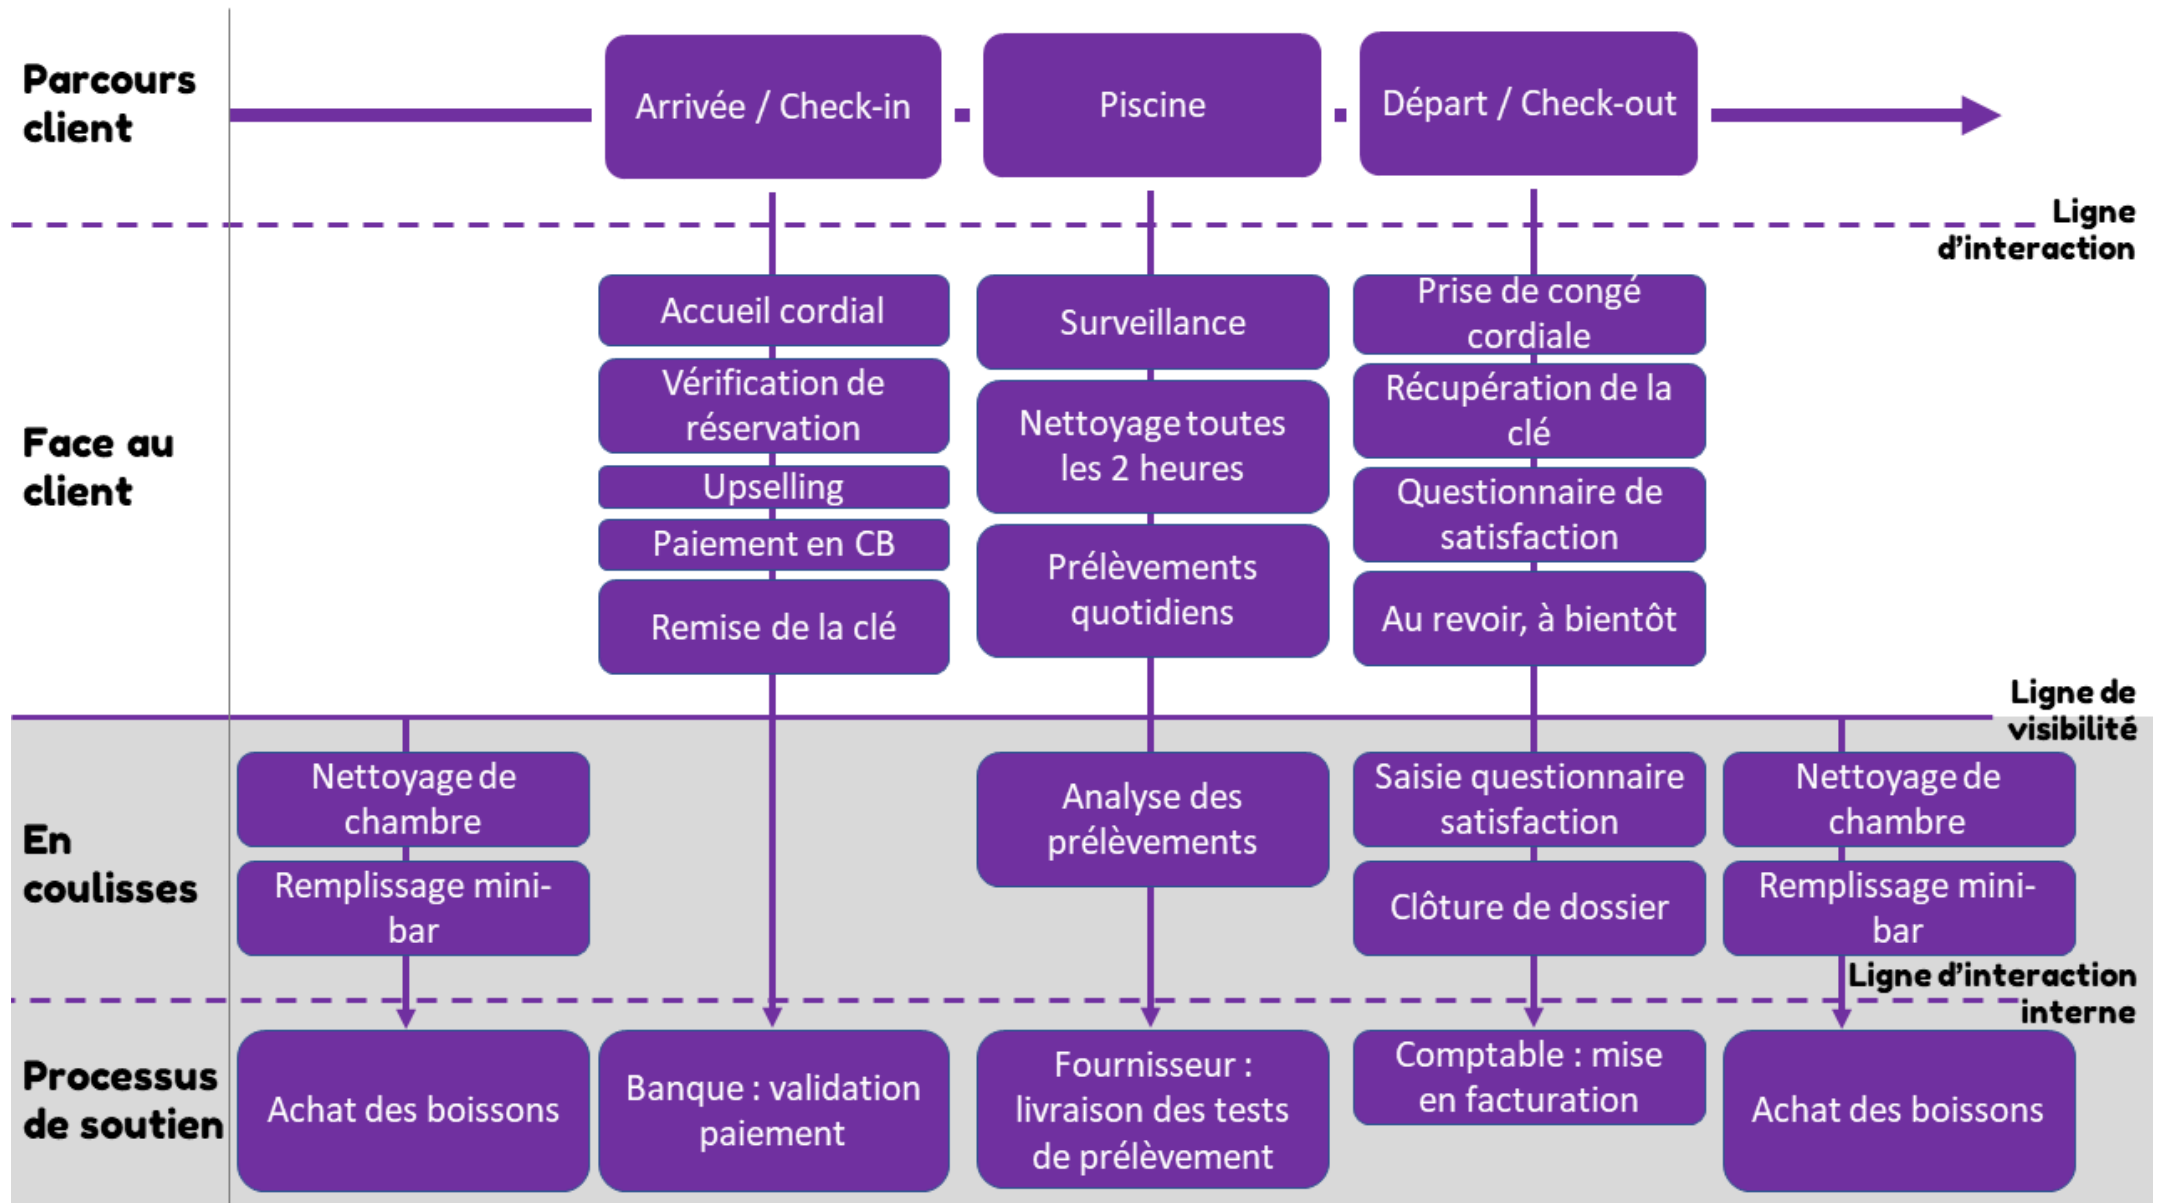 Parcours
client
Arrivée / Check-in
Piscine
Départ / Check-out
Ligne
d’interaction
Face au
client
Accueil cordial
Vérification de
réservation
Upselling
Paiement en CB
Remise de la clé
Surveillance
Nettoyage toutes
les 2 heures
Prélèvements
quotidiens
Prise de congé
cordiale
Récupération de la
clé
Questionnaire de
satisfaction
Au revoir, à bientôt
Ligne de
visibilité
En
coulisses
Nettoyage de
chambre
Remplissage mini-
bar
Analyse des
prélèvements
Saisie questionnaire
satisfaction
Clôture de dossier
Nettoyage de
chambre
Remplissage mini-
bar
Ligne d’interaction
interne
Processus
de soutien
Achat des boissons
Banque : validation
paiement
Fournisseur :
livraison des tests
de prélèvement
Comptable : mise
en facturation
Achat des boissons